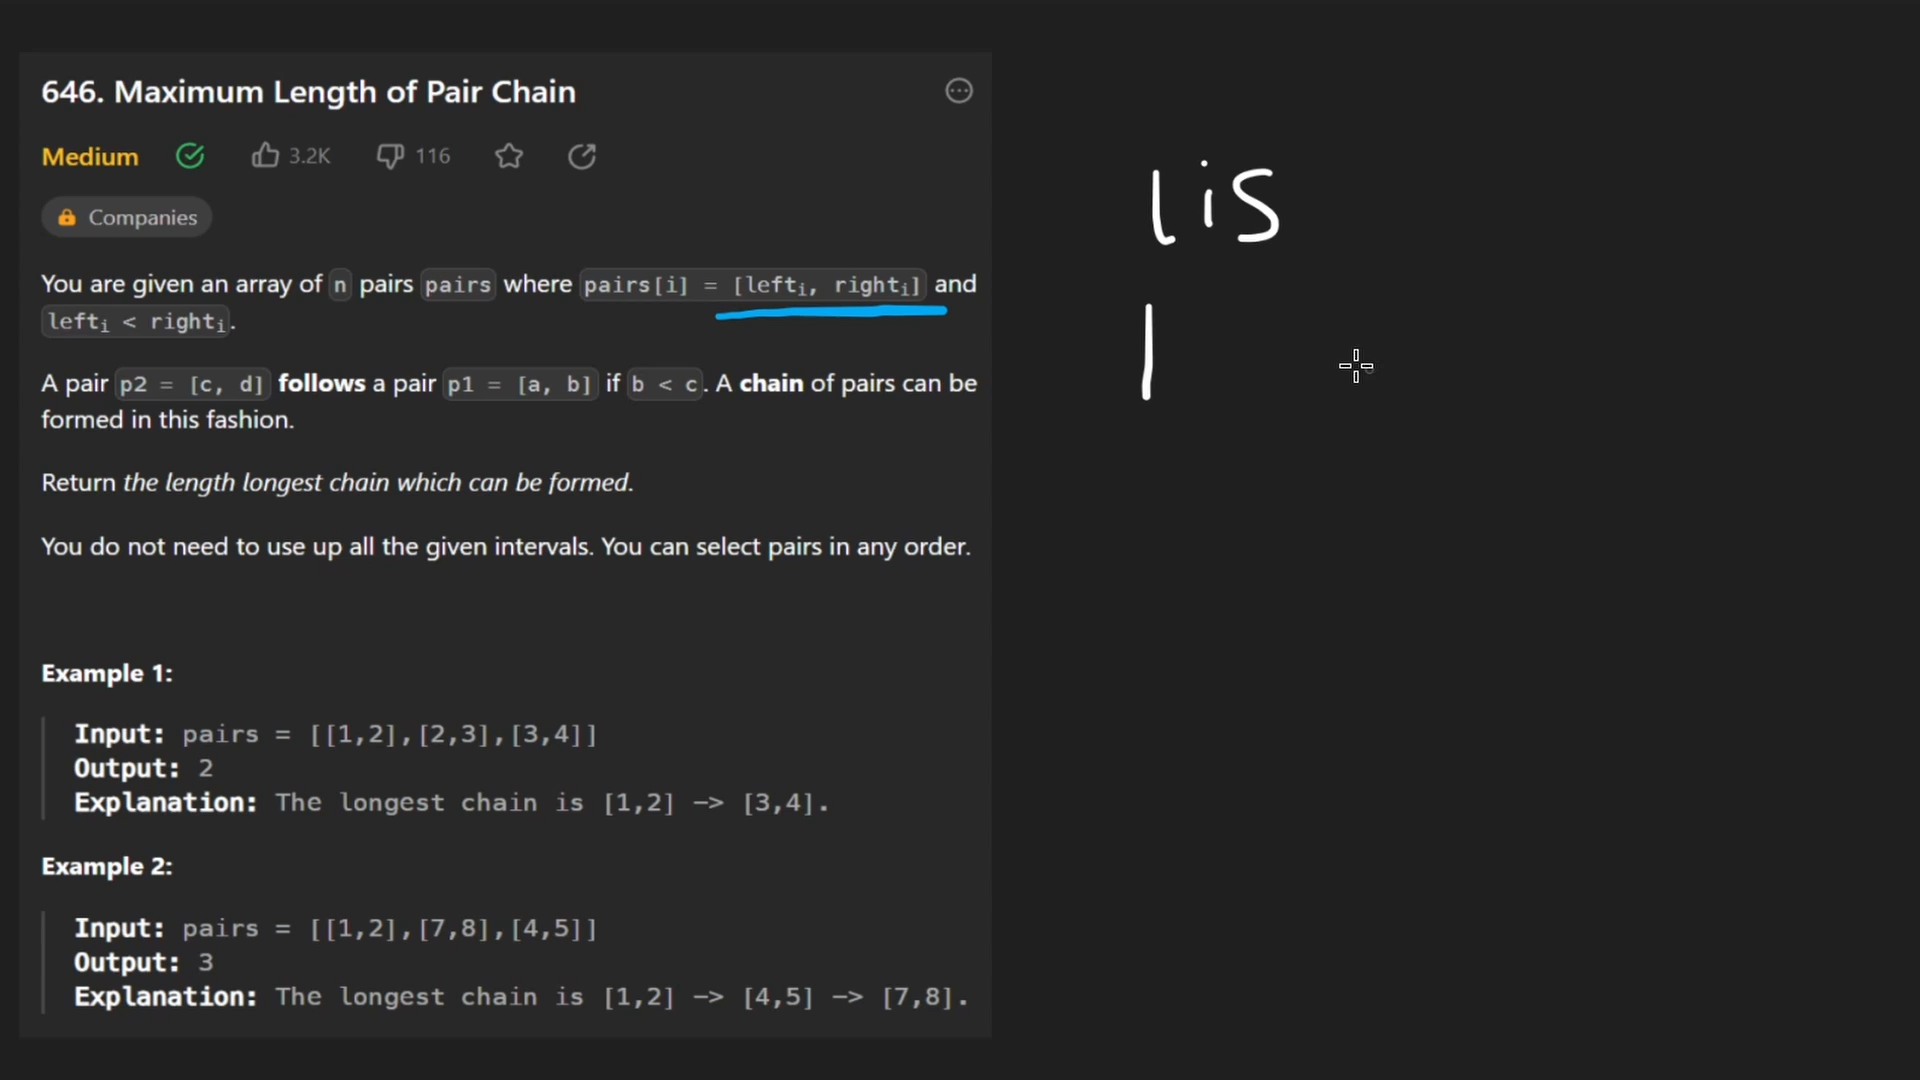 646. Maximum Length of Pair Chain
Medium 3.2K 116
Companies
You are given an array of n pairs pairs where pairs[i] = [leftᵢ, rightᵢ] and
leftᵢ < rightᵢ.
A pair p2 = [c, d] follows a pair p1 = [a, b] if b < c. A chain of pairs can be
formed in this fashion.
Return the length longest chain which can be formed.
You do not need to use up all the given intervals. You can select pairs in any order.
Example 1:
Input: pairs = [[1,2],[2,3],[3,4]]
Output: 2
Explanation: The longest chain is [1,2] -> [3,4].
Example 2:
Input: pairs = [[1,2],[7,8],[4,5]]
Output: 3
Explanation: The longest chain is [1,2] -> [4,5] -> [7,8].
lis